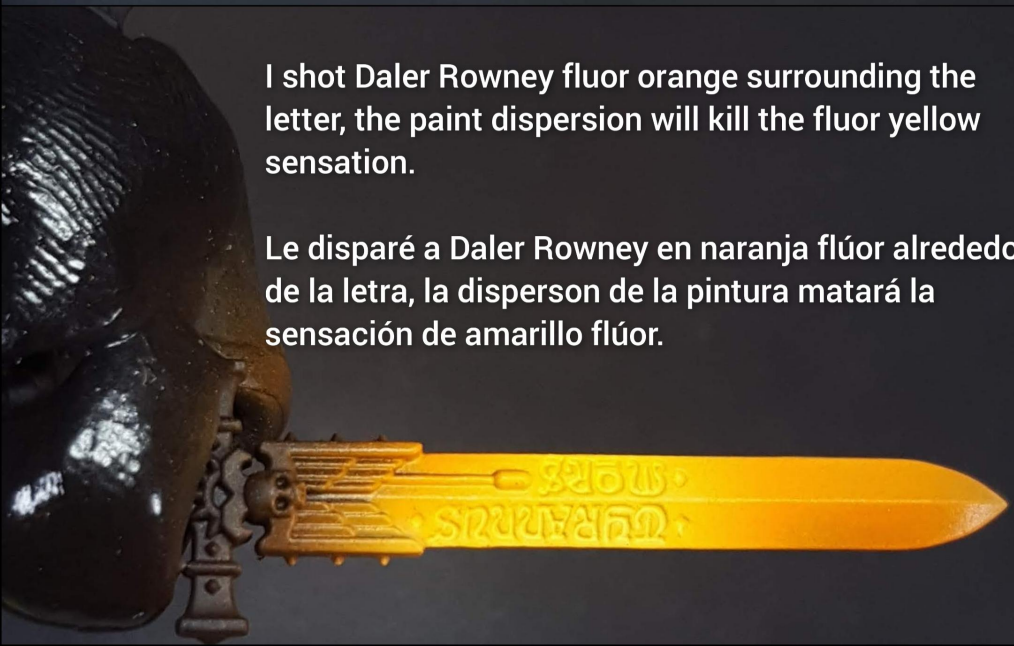 I shot Daler Rowney fluor orange surrounding the
letter, the paint dispersion will kill the fluor yellow
sensation.
Le disparé a Daler Rowney en naranja flúor alrededo
de la letra, la disperson de la pintura matará la
sensación de amarillo flúor.
TYRANNUS
MORS